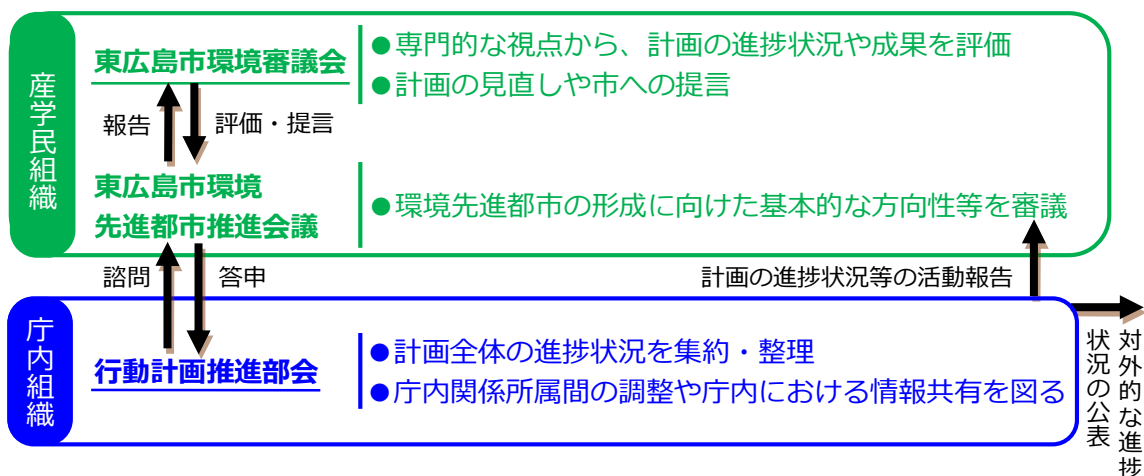 産学民組織
東広島市環境審議会
●専門的な視点から、計画の進捗状況や成果を評価
●計画の見直しや市への提言
報告
評価・提言
東広島市環境
先進都市推進会議
●環境先進都市の形成に向けた基本的な方向性等を審議
諮問
答申
計画の進捗状況等の活動報告
庁内組織
行動計画推進部会
●計画全体の進捗状況を集約・整理
●庁内関係所属間の調整や庁内における情報共有を図る
対外的な進捗
状況の公表